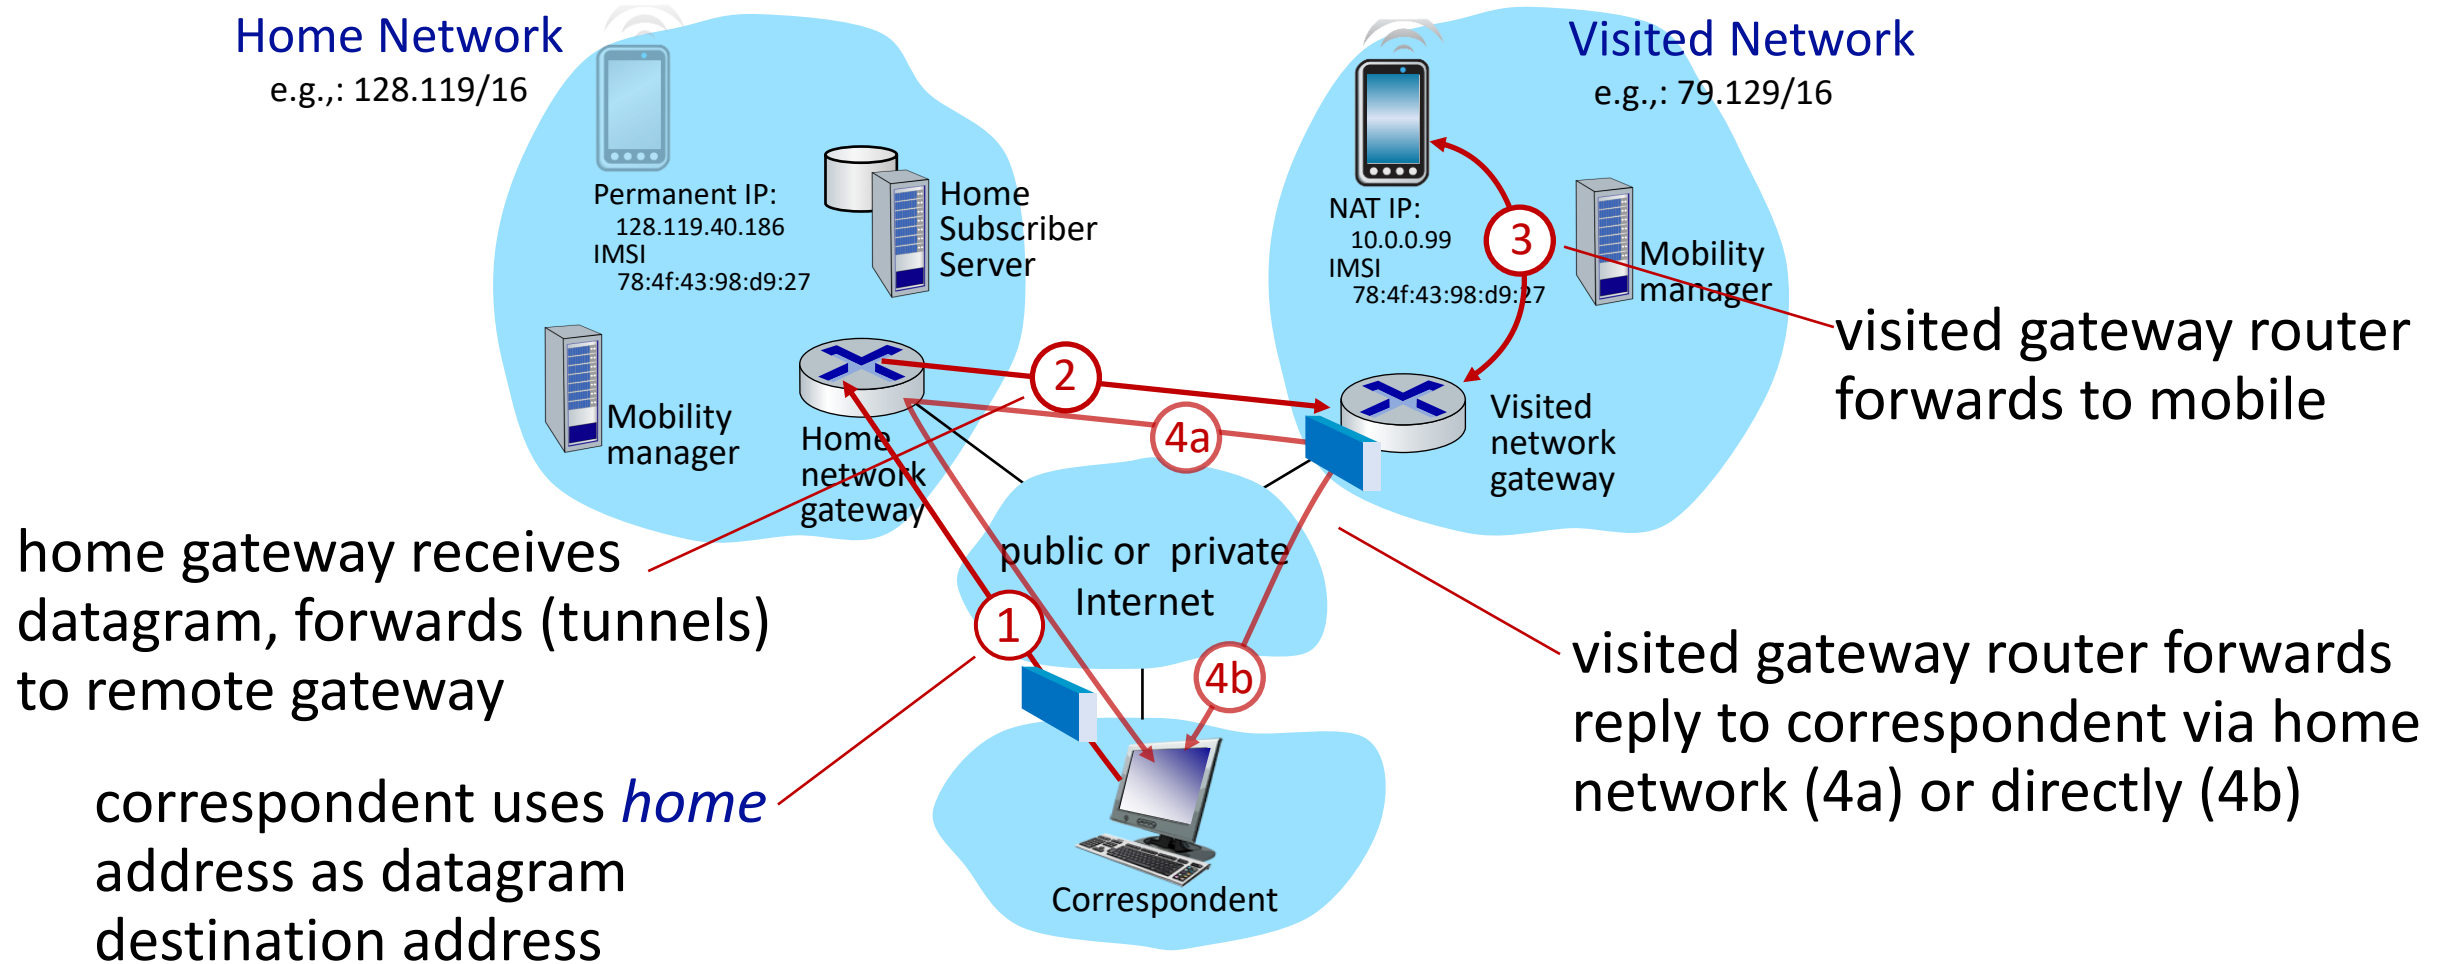 Home Network
e.g.,: 128.119/16
Visited Network
e.g.,: 79.129/16
Permanent IP:
128.119.40.186
IMSI
78:4f:43:98:d9:27
Home
Subscriber
Server
NAT IP:
10.0.0.99
IMSI
78:4f:43:98:d9:27
3
Mobility
manager
visited gateway router
forwards to mobile
2
4a
Mobility
manager
Home
network
gateway
Visited
network
gateway
home gateway receives
datagram, forwards (tunnels)
to remote gateway
public or private
Internet
1
4b
visited gateway router forwards
reply to correspondent via home
network (4a) or directly (4b)
correspondent uses home
address as datagram
destination address
Correspondent